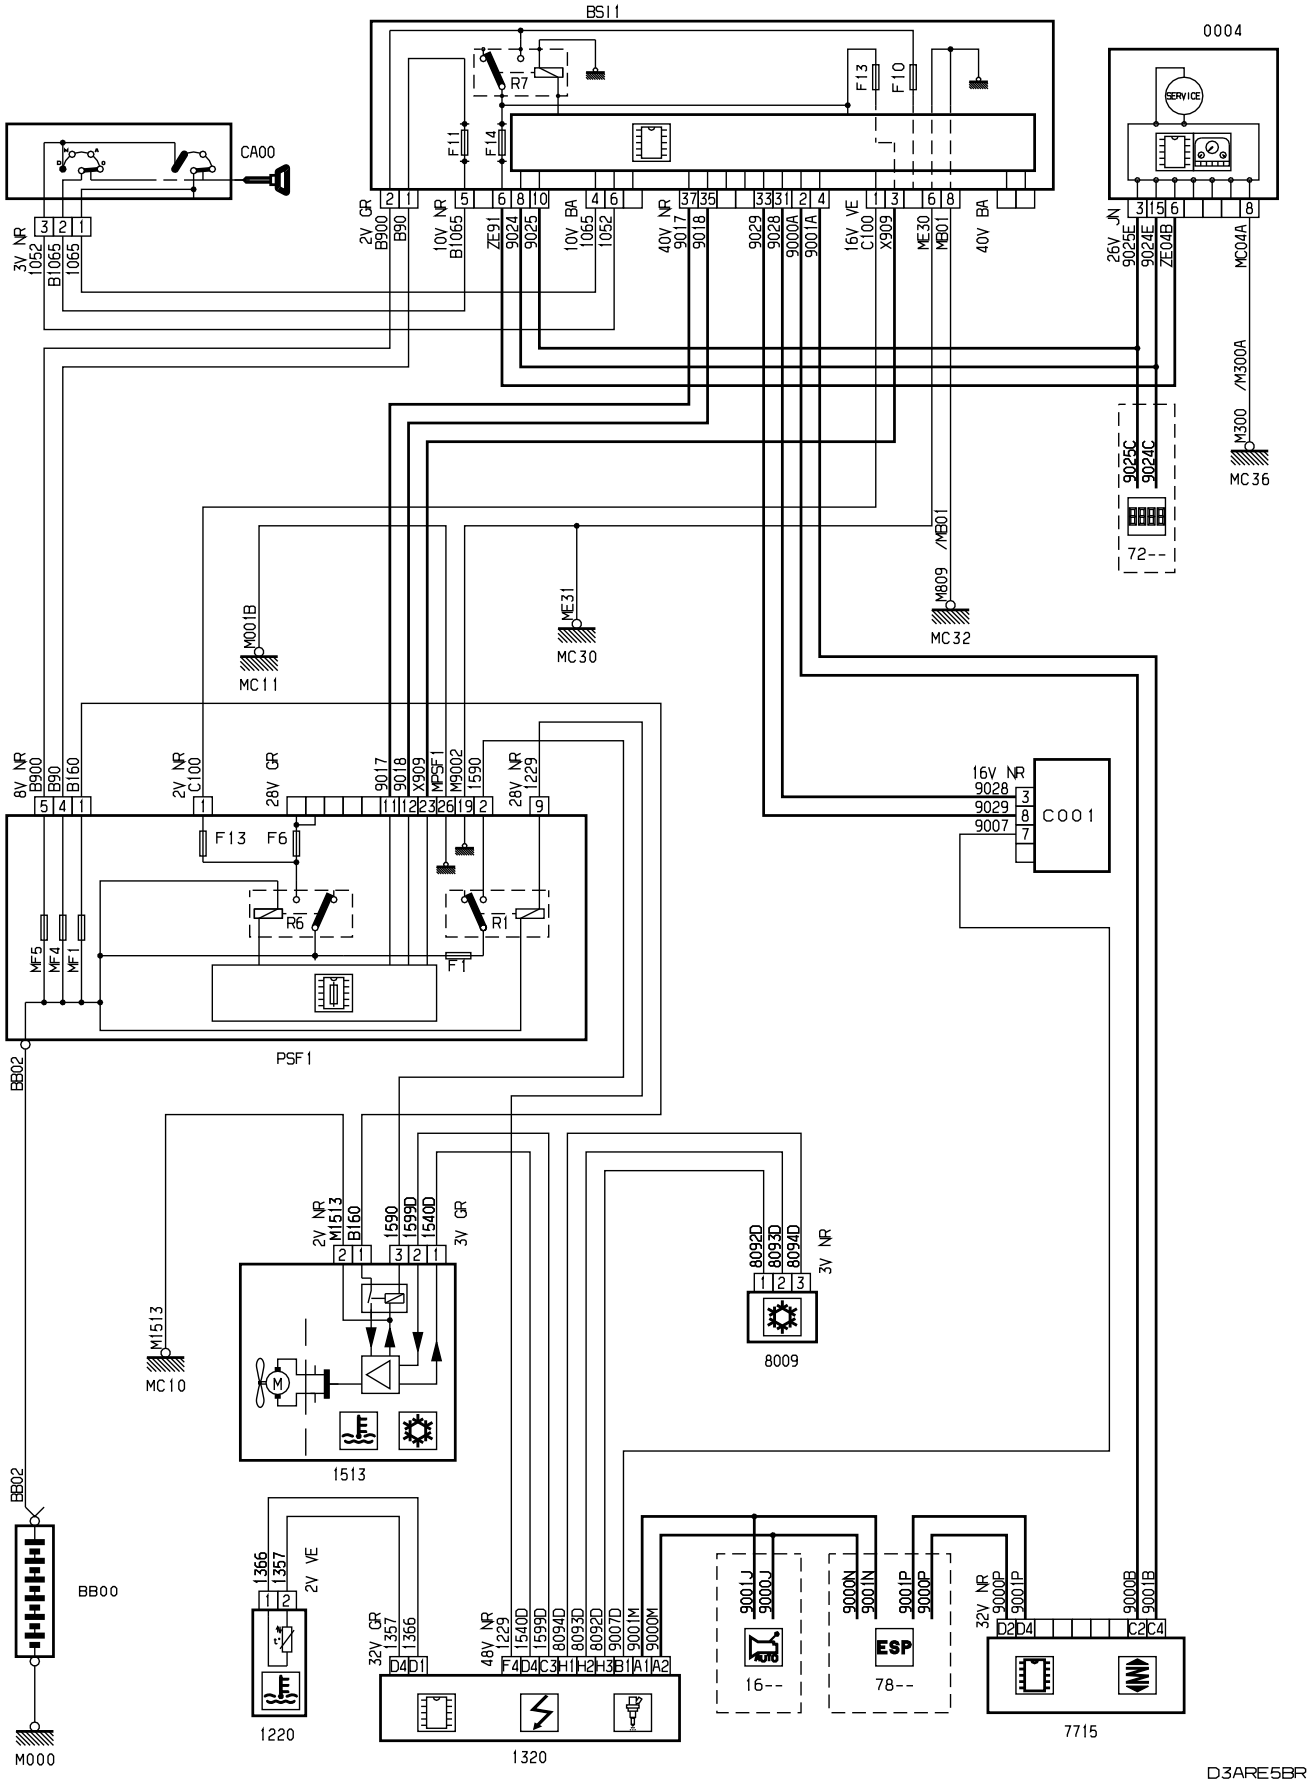 BSI1
0004
SERVICE
R7
F13
F10
F11
F14
CA00
N
A
D
D
3 2 1
3V NR
1052
B1065
1065
2 1
2V GR
B900
B90
5 6 8 10
10V NR
B1065
ZE91
9024
9025
4 6
10V BA
1065
1052
37 35
40V NR
9017
9018
33 31 2 4
9029
9028
9000A
9001A
1 3 6 8
16V VE
C100
X909
ME30
MB01
40V BA
3 15 6 8
26V JN
9025E
9024E
ZE04B
MC04A
M300 /M300A
MC36
9025C
9024C
72--
M809 /MB01
MC32
ME31
MC30
M001B
MC11
8V NR
B900
B90
B160
5 4 1
2V NR
C100
1
28V GR
9017
9018
X909
MPSF1
M9002
1590
11 12 23 26 19 2
28V NR
1229
9
16V NR
9028
9029
9007
3
8
7
C001
F13
F6
R6
R1
F1
MF5
MF4
MF1
PSF1
BB02
2V NR
M1513
B160
2 1
1590
1599D
1540D
3V GR
3 2 1
M
1513
M1513
MC10
8092D
8093D
8094D
3V NR
1 2 3
8009
BB02
BB00
M000
1366
1357
2V VE
1 2
1220
32V GR
1357
1366
D4 D1
48V NR
1229
1540D
1599D
8094D
8093D
8092D
9007D
9001M
9000M
F4 D4 C3 H1 H2 H3 B1 A1 A2
1320
9001J
9000J
AUTO
16--
9000N
9001N
9001P
9000P
ESP
78--
32V NR
9000P
9001P
9000B
9001B
D2 D4 C2 C4
7715
D3ARE5BR